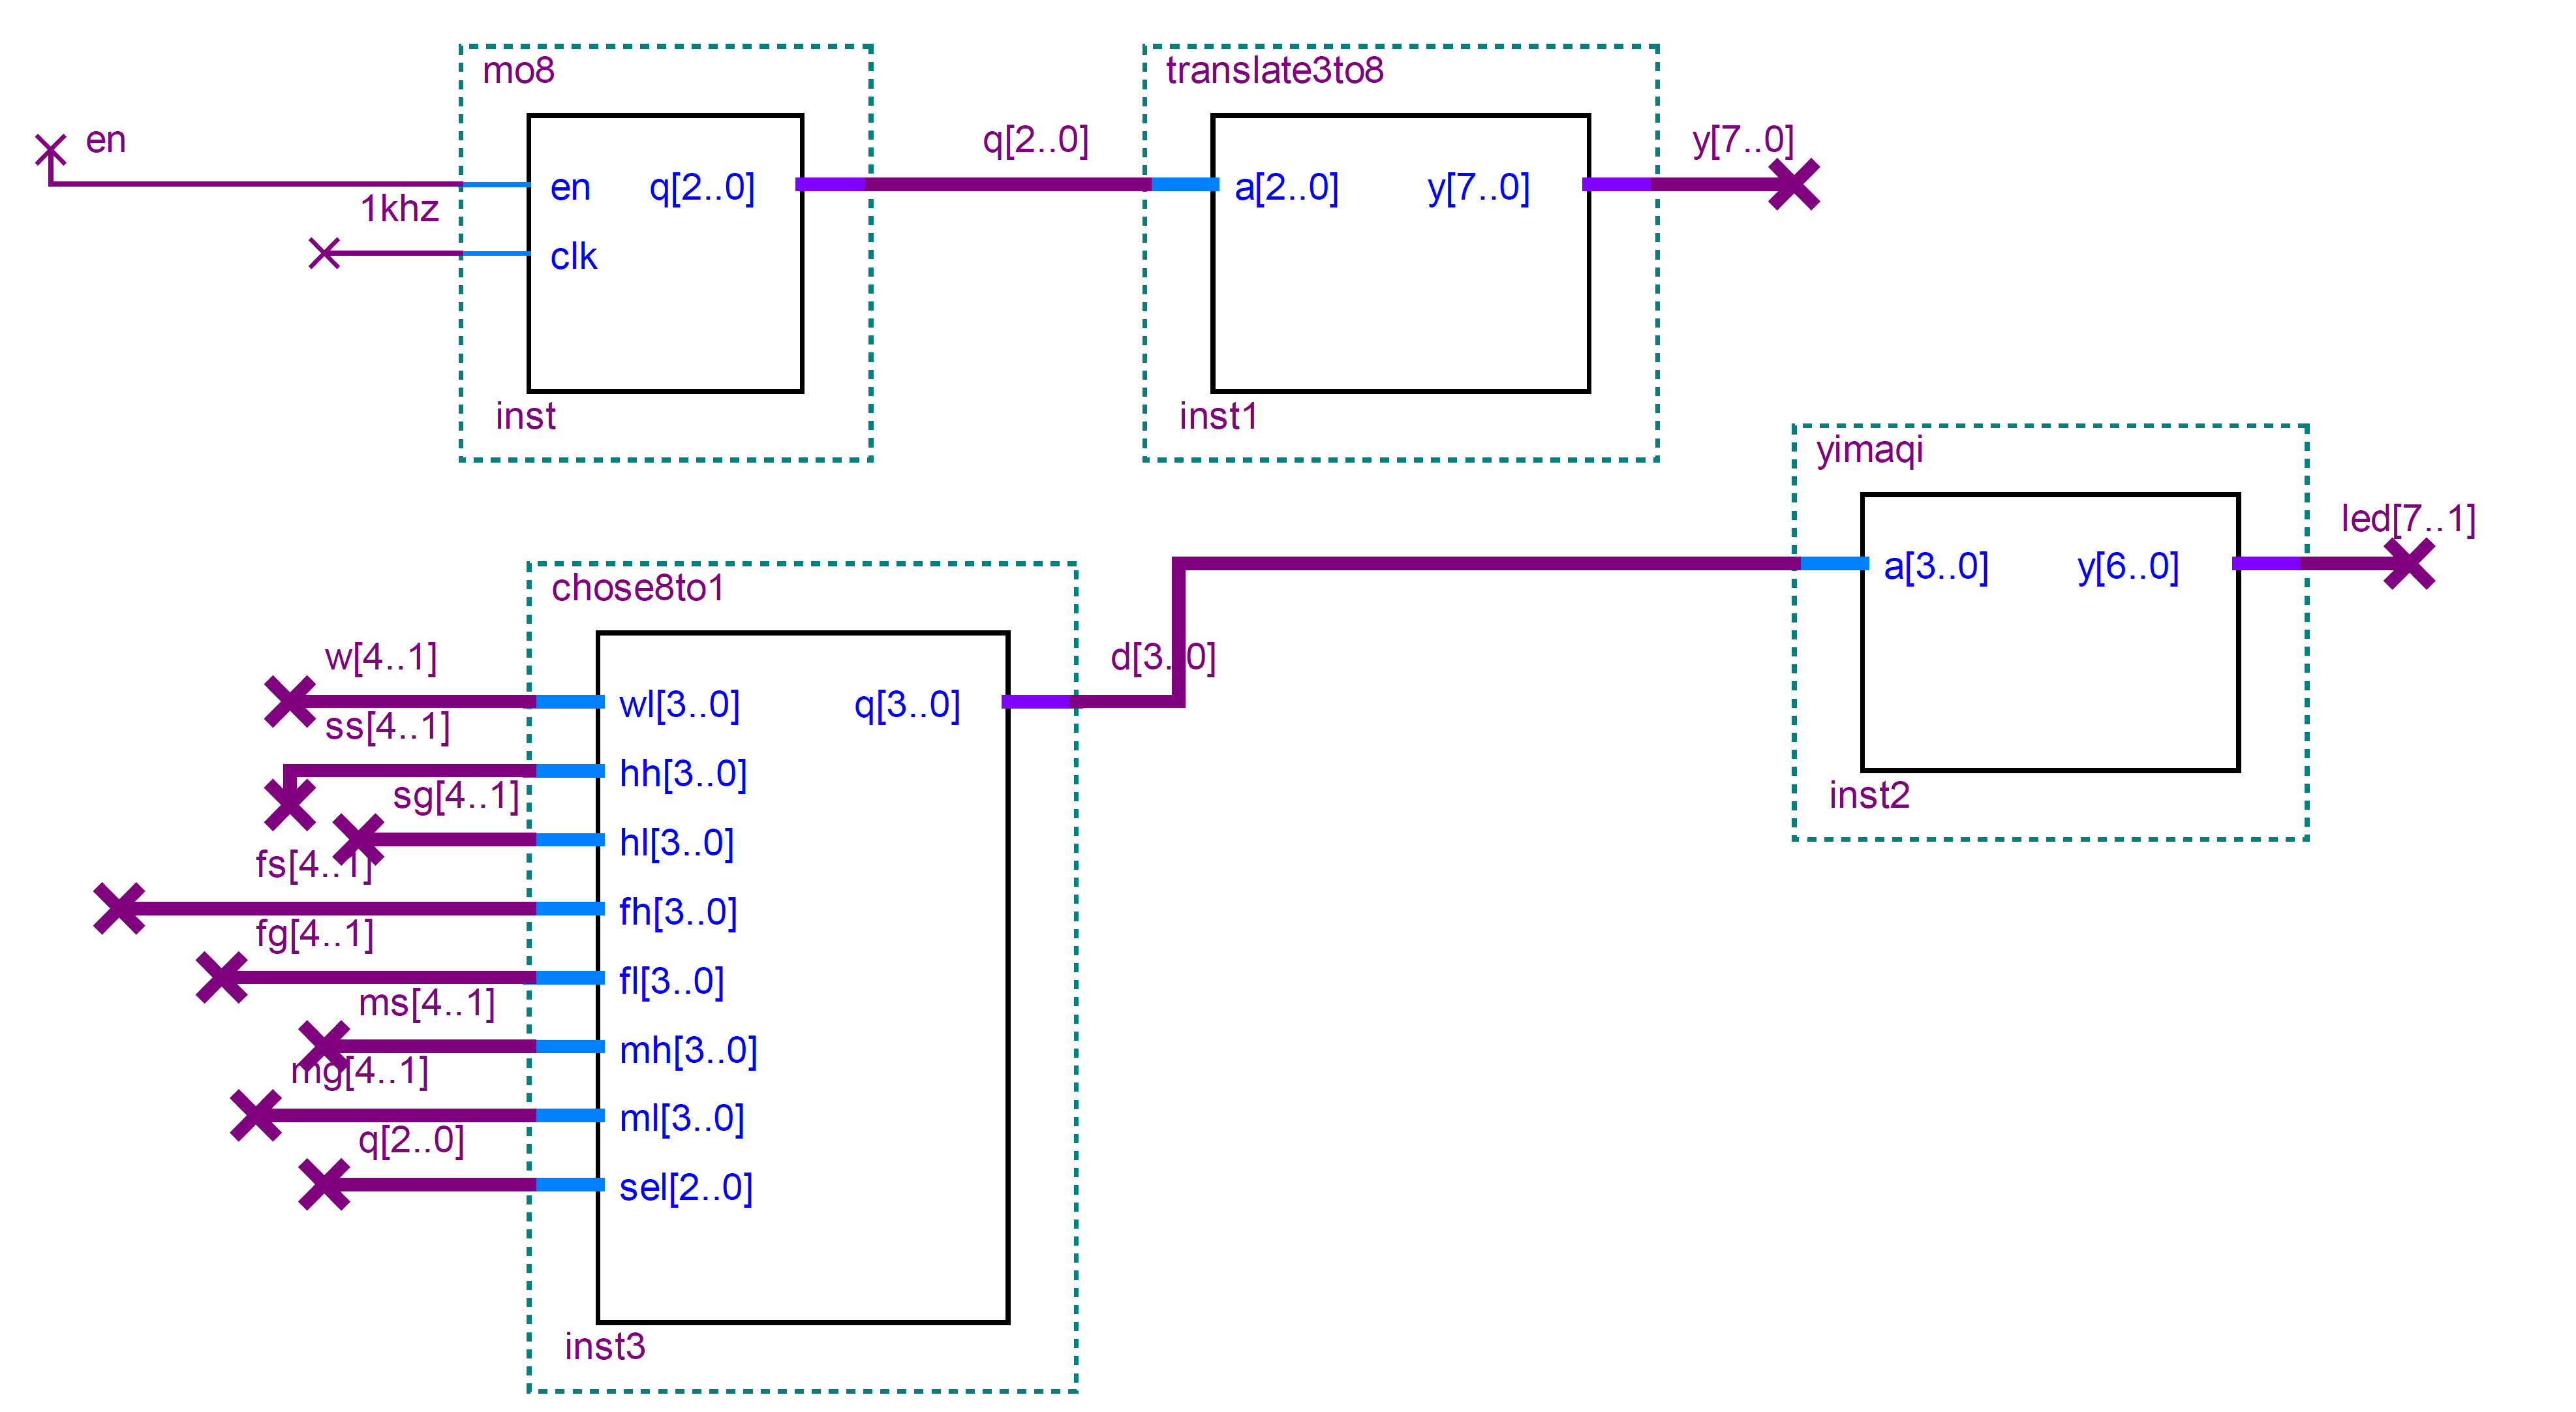 mo8
en
1khz
en q[2..0]
clk
inst
q[2..0]
translate3to8
a[2..0] y[7..0]
inst1
y[7..0]
yimaqi
a[3..0] y[6..0]
inst2
led[7..1]
chose8to1
w[4..1]
ss[4..1]
sg[4..1]
fs[4..1]
fg[4..1]
ms[4..1]
mg[4..1]
q[2..0]
wl[3..0] q[3..0]
hh[3..0]
hl[3..0]
fh[3..0]
fl[3..0]
mh[3..0]
ml[3..0]
sel[2..0]
inst3
d[3..0]